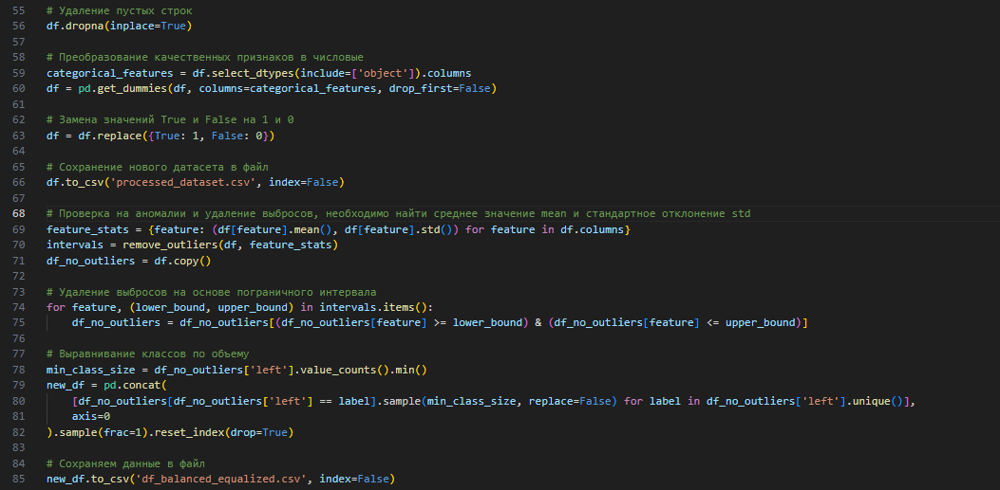 55 # Удаление пустых строк
56 df.dropna(inplace=True)
57
58 # Преобразование качественных признаков в числовые
59 categorical_features = df.select_dtypes(include=['object']).columns
60 df = pd.get_dummies(df, columns=categorical_features, drop_first=False)
61
62 # Замена значений True и False на 1 и 0
63 df = df.replace({True: 1, False: 0})
64
65 # Сохранение нового датасета в файл
66 df.to_csv('processed_dataset.csv', index=False)
67
68 # Проверка на аномалии и удаление выбросов, необходимо найти среднее значение mean и стандартное отклонение std
69 feature_stats = {feature: (df[feature].mean(), df[feature].std()) for feature in df.columns}
70 intervals = remove_outliers(df, feature_stats)
71 df_no_outliers = df.copy()
72
73 # Удаление выбросов на основе пограничного интервала
74 for feature, (lower_bound, upper_bound) in intervals.items():
75     df_no_outliers = df_no_outliers[(df_no_outliers[feature] >= lower_bound) & (df_no_outliers[feature] <= upper_bound)]
76
77 # Выравнивание классов по объему
78 min_class_size = df_no_outliers['left'].value_counts().min()
79 new_df = pd.concat(
80     [df_no_outliers[df_no_outliers['left'] == label].sample(min_class_size, replace=False) for label in df_no_outliers['left'].unique()],
81     axis=0
82 ).sample(frac=1).reset_index(drop=True)
83
84 # Сохраняем данные в файл
85 new_df.to_csv('df_balanced_equalized.csv', index=False)